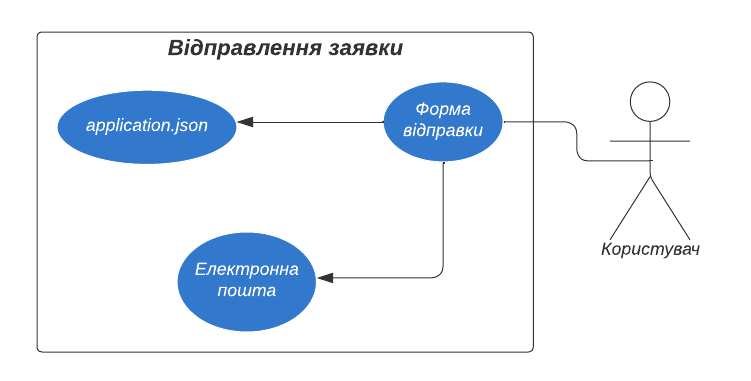 Відправлення заявки
application.json
Форма
відправки
Електронна
пошта
Користувач